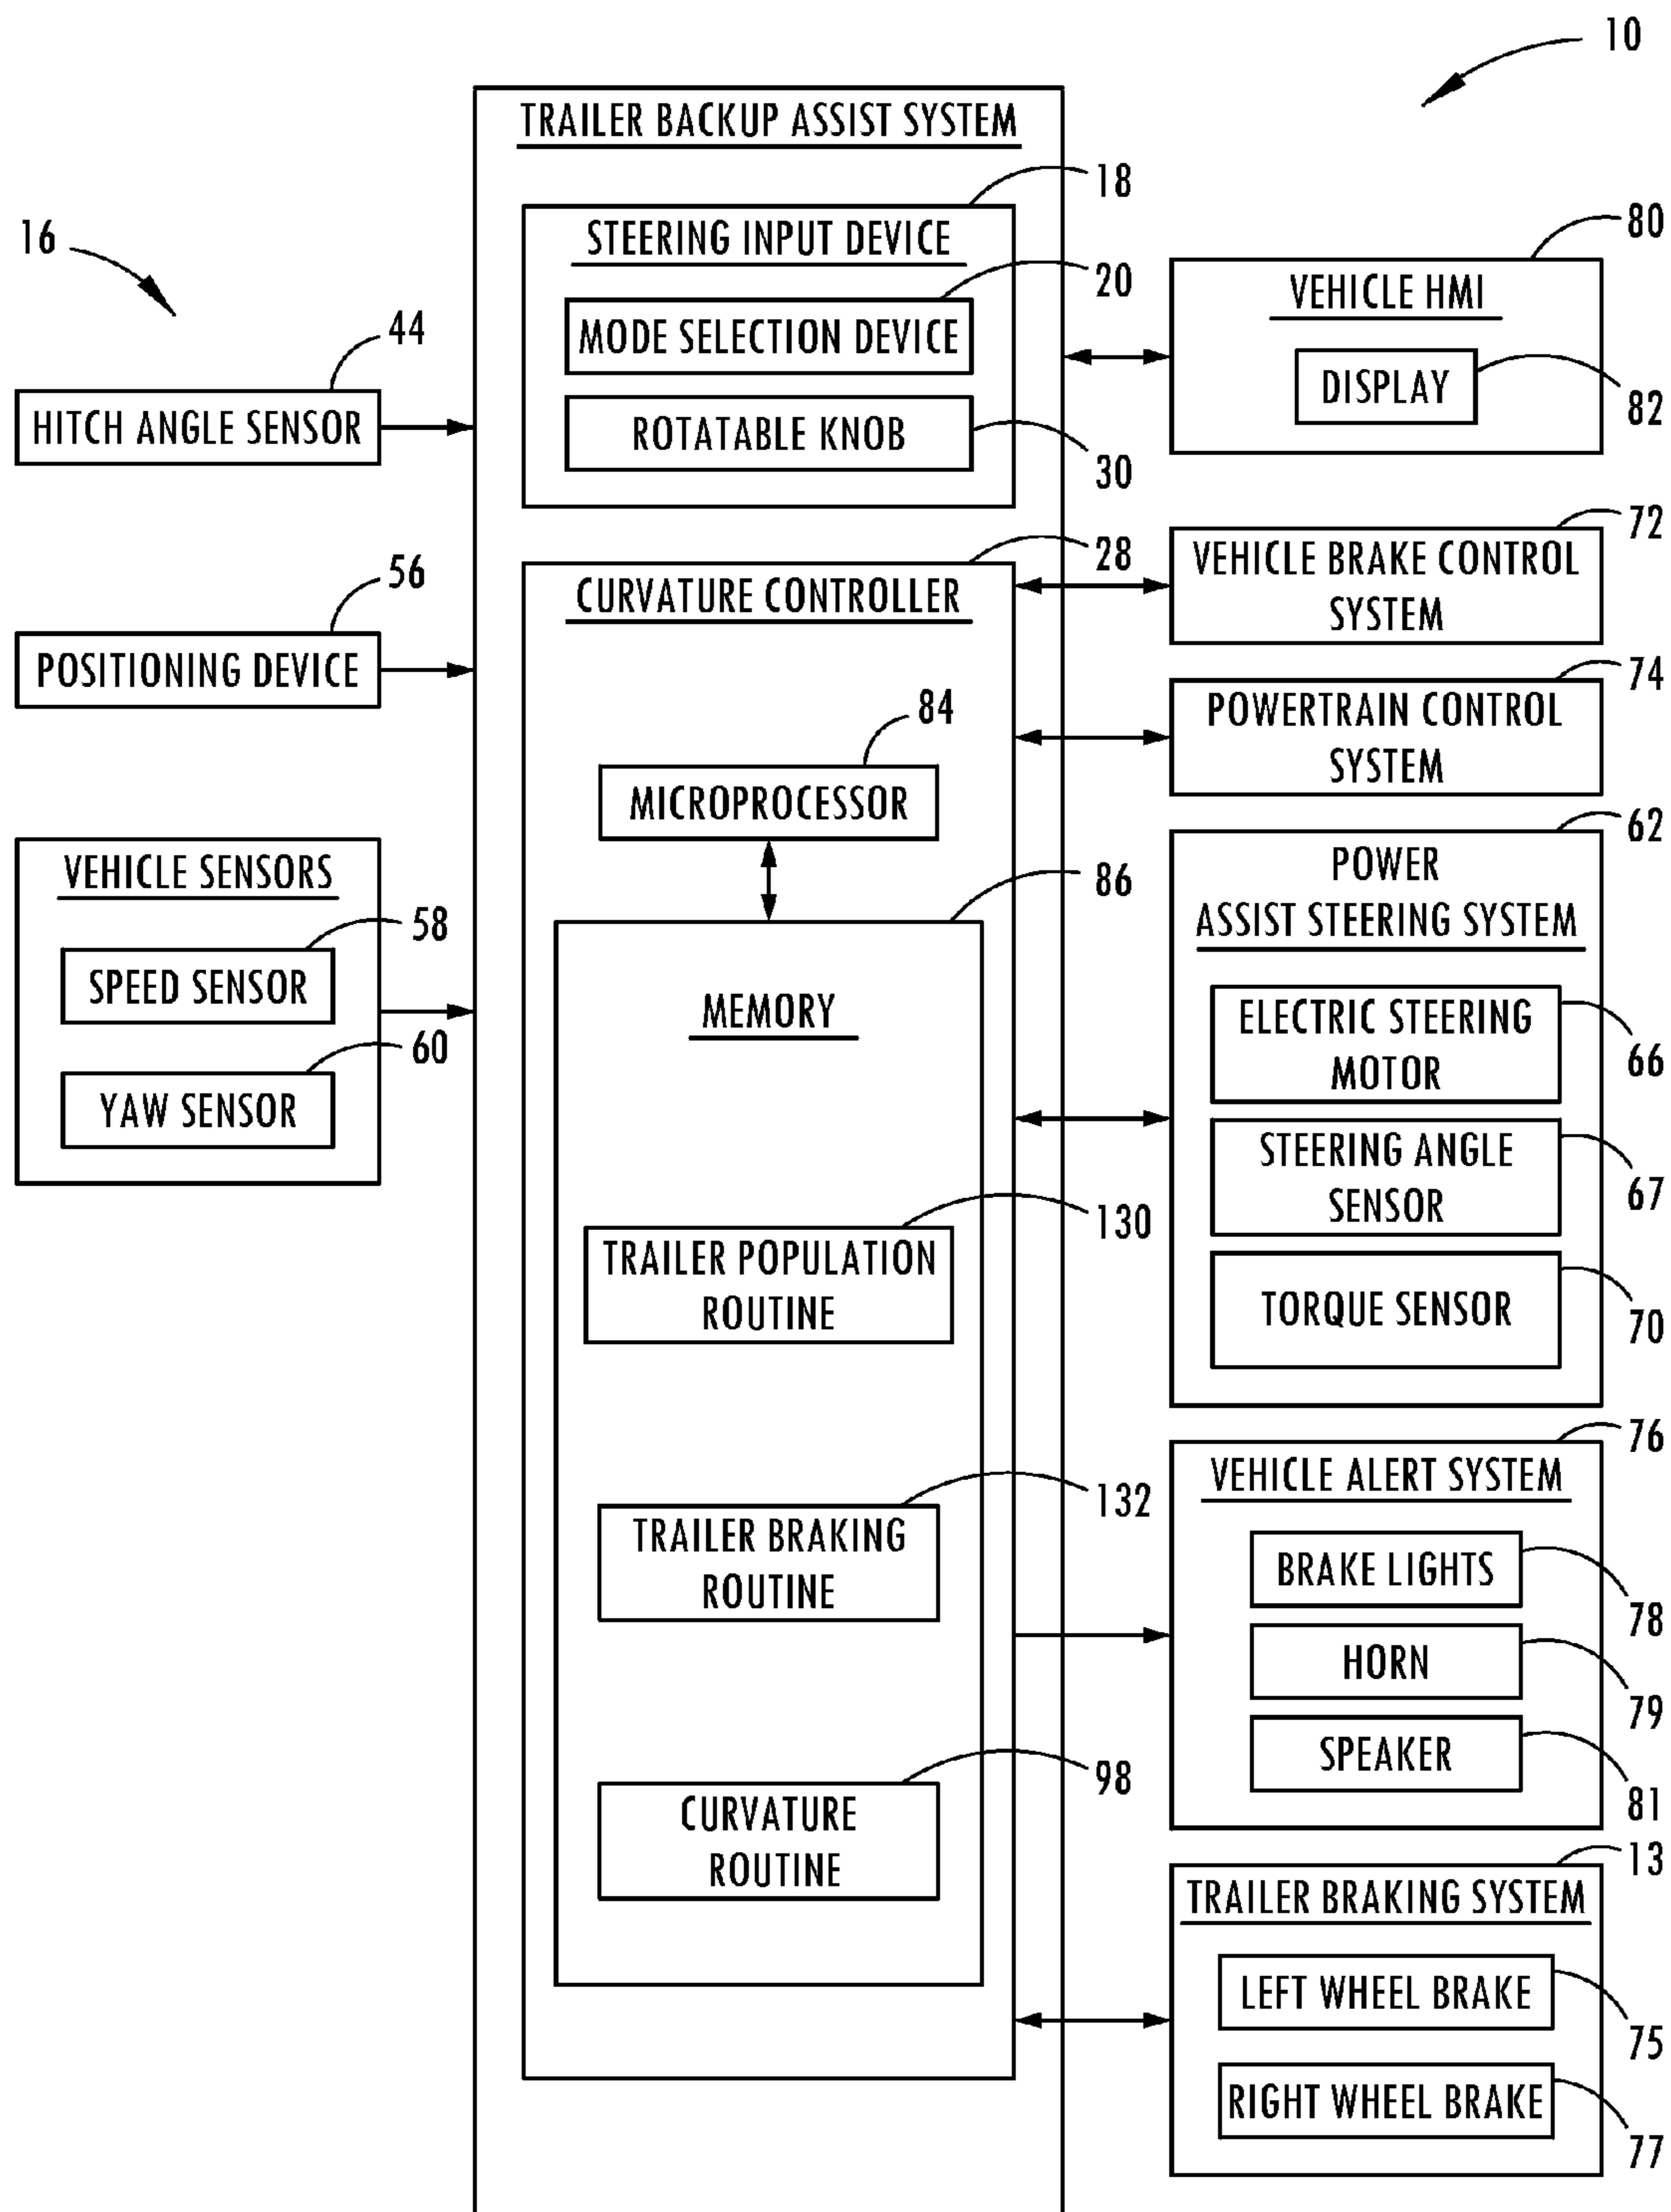 10
TRAILER BACKUP ASSIST SYSTEM
18
STEERING INPUT DEVICE
20
MODE SELECTION DEVICE
ROTATABLE KNOB
30
16
44
HITCH ANGLE SENSOR
56
POSITIONING DEVICE
VEHICLE SENSORS
58
SPEED SENSOR
60
YAW SENSOR
28
CURVATURE CONTROLLER
84
MICROPROCESSOR
86
MEMORY
130
TRAILER POPULATION
ROUTINE
132
TRAILER BRAKING
ROUTINE
98
CURVATURE
ROUTINE
80
VEHICLE HMI
DISPLAY
82
72
VEHICLE BRAKE CONTROL
SYSTEM
74
POWERTRAIN CONTROL
SYSTEM
62
POWER
ASSIST STEERING SYSTEM
ELECTRIC STEERING
MOTOR
66
STEERING ANGLE
SENSOR
67
TORQUE SENSOR
70
76
VEHICLE ALERT SYSTEM
BRAKE LIGHTS
78
HORN
79
SPEAKER
81
13
TRAILER BRAKING SYSTEM
LEFT WHEEL BRAKE
75
RIGHT WHEEL BRAKE
77